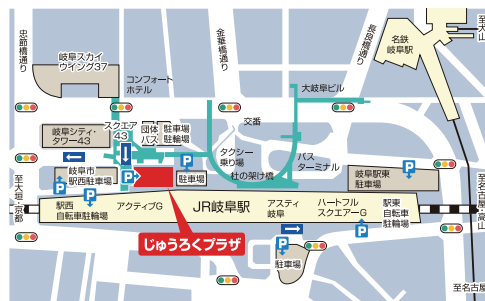 忠節橋通り
金華橋通り
長良橋通り
至犬山
名鉄
岐阜駅
岐阜スカイ
ウイング37
コンフォート
ホテル
大岐阜ビル
スクエア
43
団体
バス
駐車場
駐輪場
交番
岐阜シティ・
タワー43
タクシー
乗り場
バス
ターミナル
P
岐阜市
駅西駐車場
P
P
P
駐車場
杜の架け橋
岐阜駅東
駐車場
P
至大垣・京都
駅西
自転車駐輪場
アクティブG
JR岐阜駅
アスティ
岐阜
ハートフル
スクエアーG
駅東
自転車
駐輪場
P
至名古屋・高山
じゅうろくプラザ
P
駐車場
至名古屋